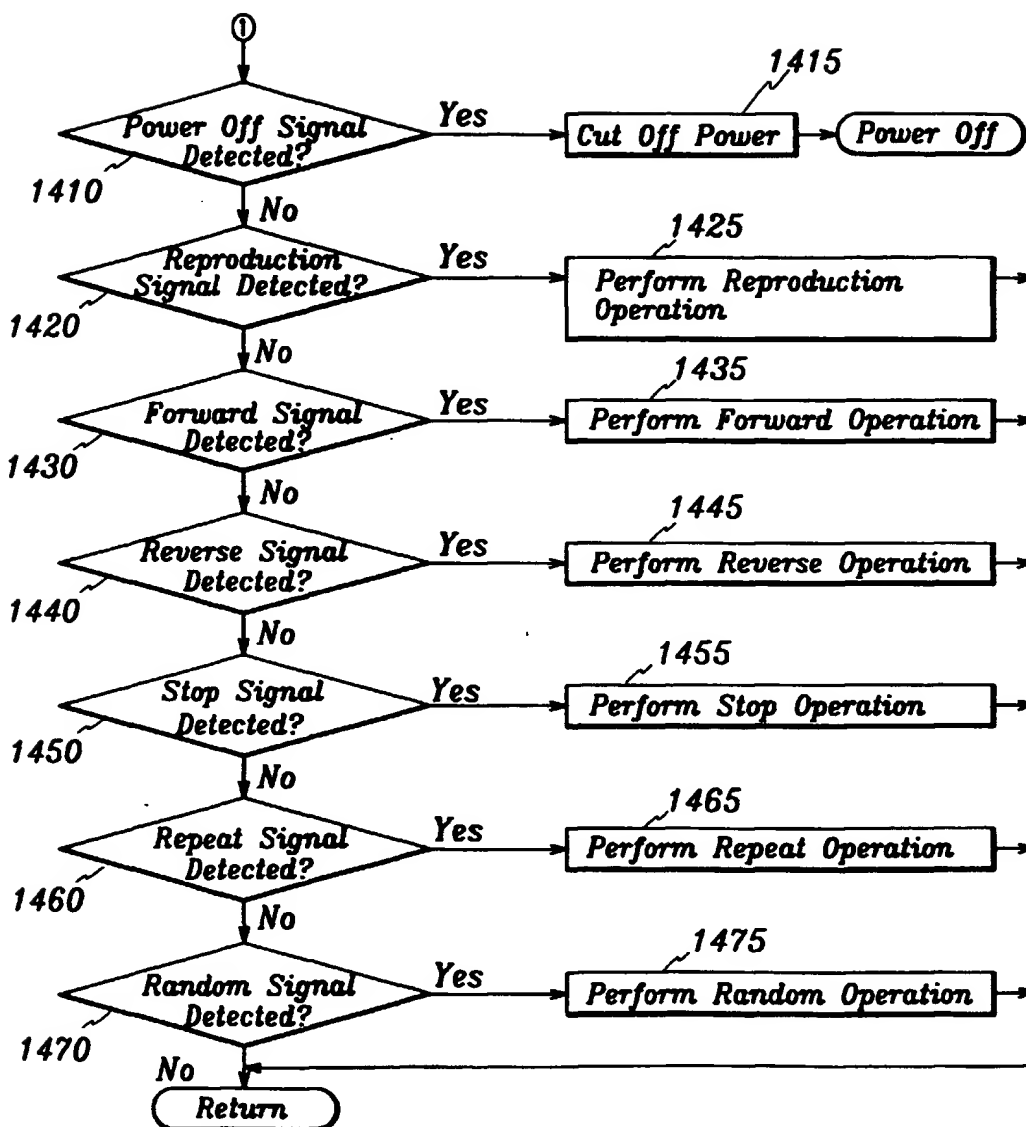 ①
1415
Power Off Signal
Detected?
Yes
Cut Off Power
Power Off
1410
No
1425
Reproduction
Signal Detected?
Yes
Perform Reproduction
Operation
1420
No
1435
Forward Signal
Detected?
Yes
Perform Forward Operation
1430
No
1445
Reverse Signal
Detected?
Yes
Perform Reverse Operation
1440
No
1455
Stop Signal
Detected?
Yes
Perform Stop Operation
1450
No
1465
Repeat Signal
Detected?
Yes
Perform Repeat Operation
1460
No
1475
Random Signal
Detected?
Yes
Perform Random Operation
1470
No
Return